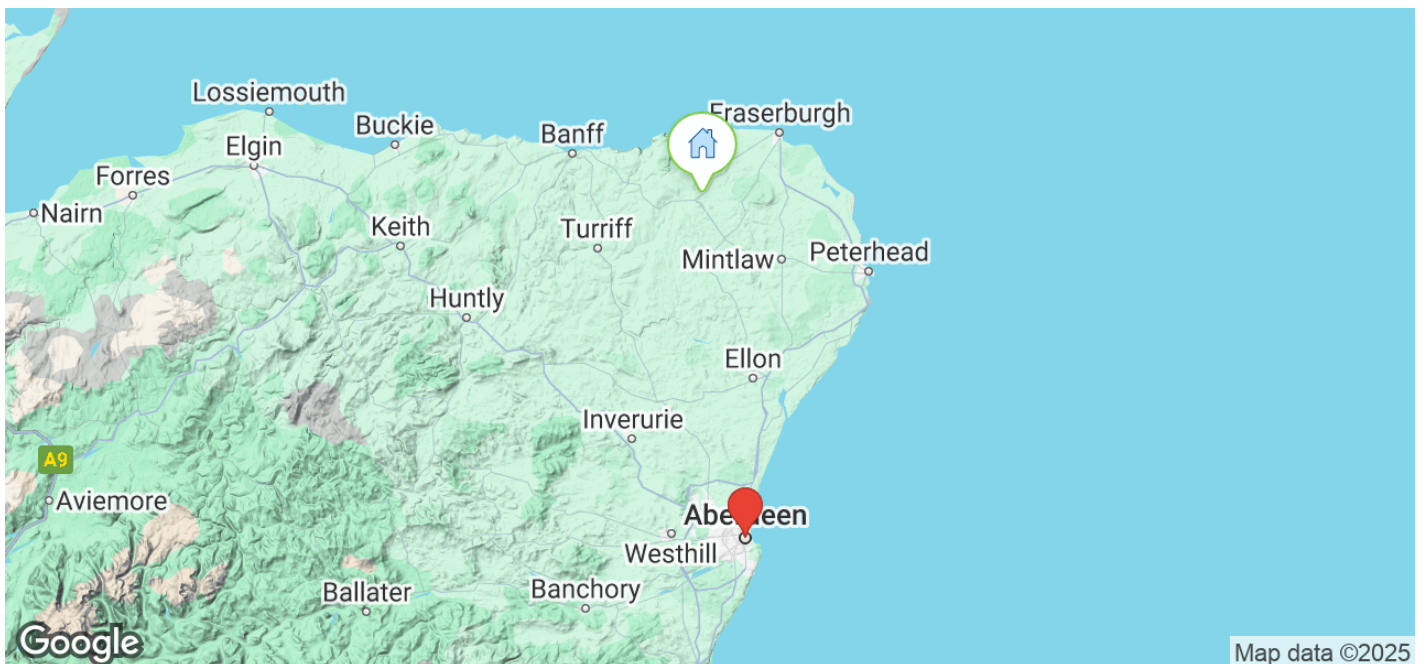 Lossiemouth
Buckie
Banff
Fraserburgh
Elgin
Forres
Nairn
Keith
Turriff
Mintlaw
Peterhead
Huntly
Ellon
Inverurie
A9
Aviemore
Aberdeen
Westhill
Ballater
Banchory
Google
Map data ©2025